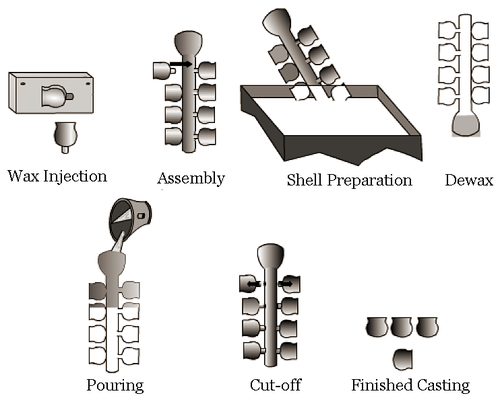 Wax Injection
Assembly
Shell Preparation
Dewax
Pouring
Cut-off
Finished Casting